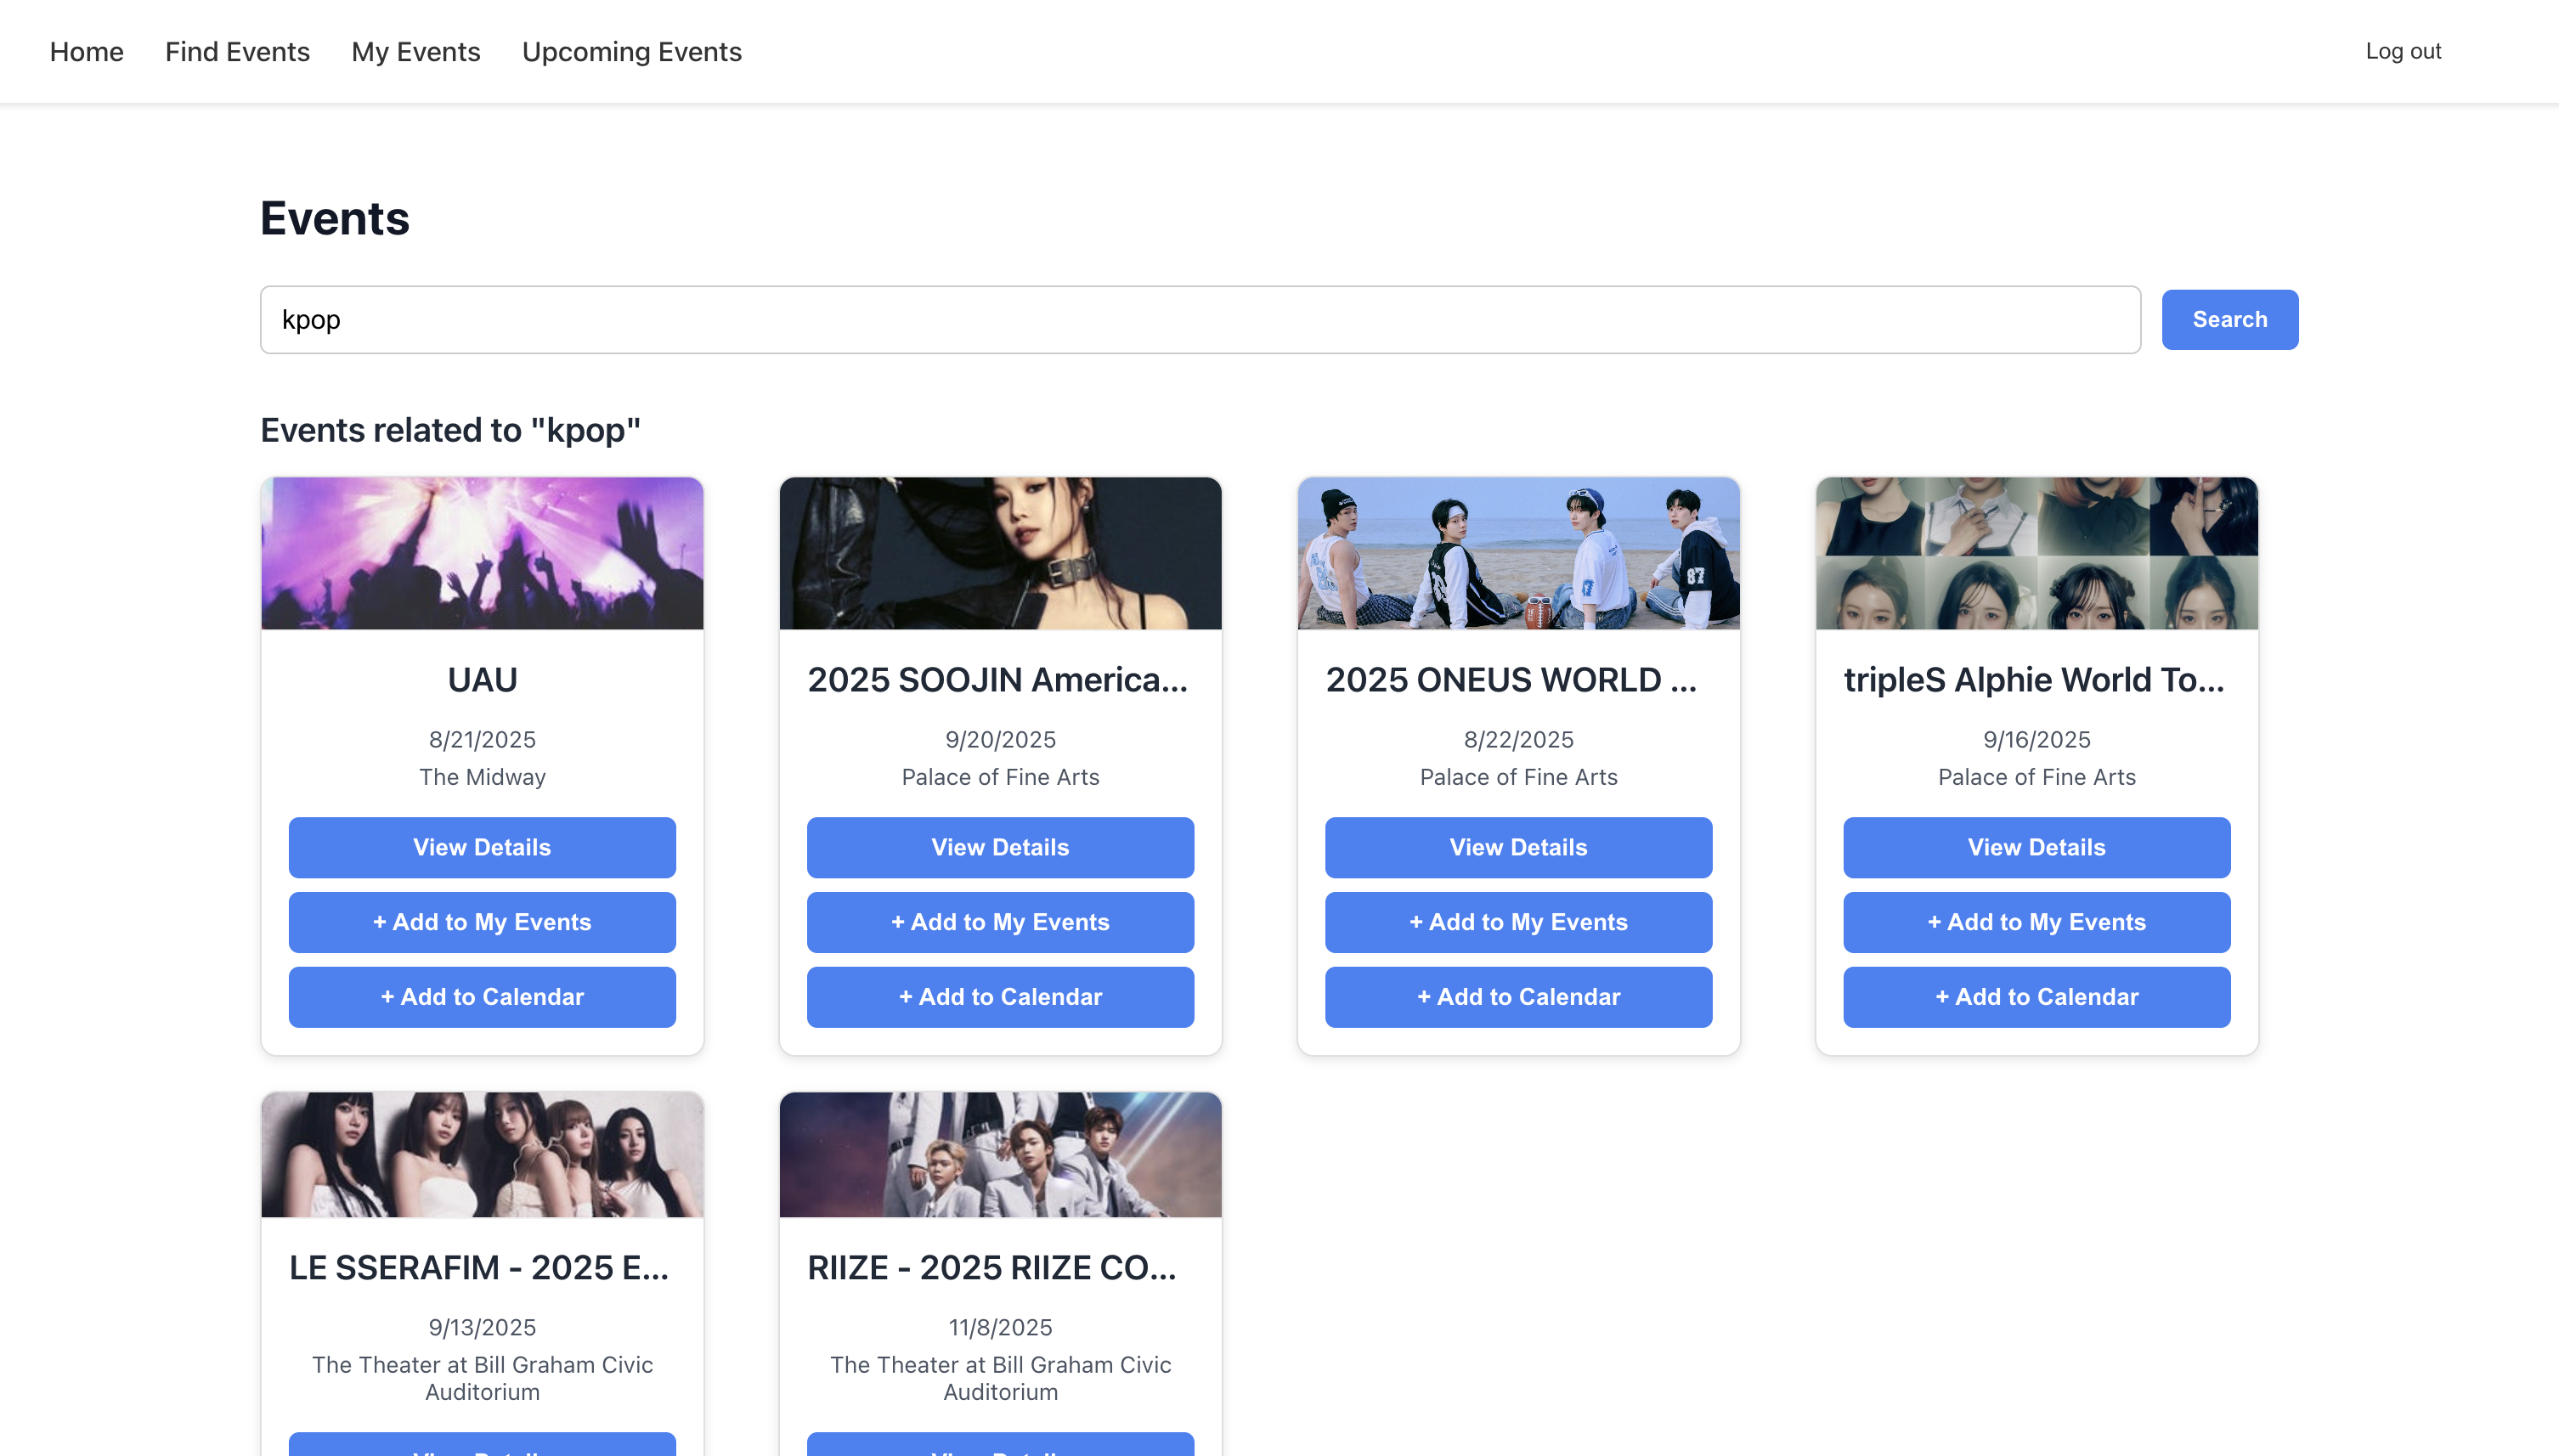 Home Find Events My Events Upcoming Events Log out
Events
kpop Search
Events related to "kpop"
87
UAU
8/21/2025
The Midway
View Details
+ Add to My Events
+ Add to Calendar
2025 SOOJIN America...
9/20/2025
Palace of Fine Arts
View Details
+ Add to My Events
+ Add to Calendar
2025 ONEUS WORLD ...
8/22/2025
Palace of Fine Arts
View Details
+ Add to My Events
+ Add to Calendar
tripleS Alphie World To...
9/16/2025
Palace of Fine Arts
View Details
+ Add to My Events
+ Add to Calendar
LE SSERAFIM - 2025 E...
9/13/2025
The Theater at Bill Graham Civic
Auditorium
RIIZE - 2025 RIIZE CO...
11/8/2025
The Theater at Bill Graham Civic
Auditorium